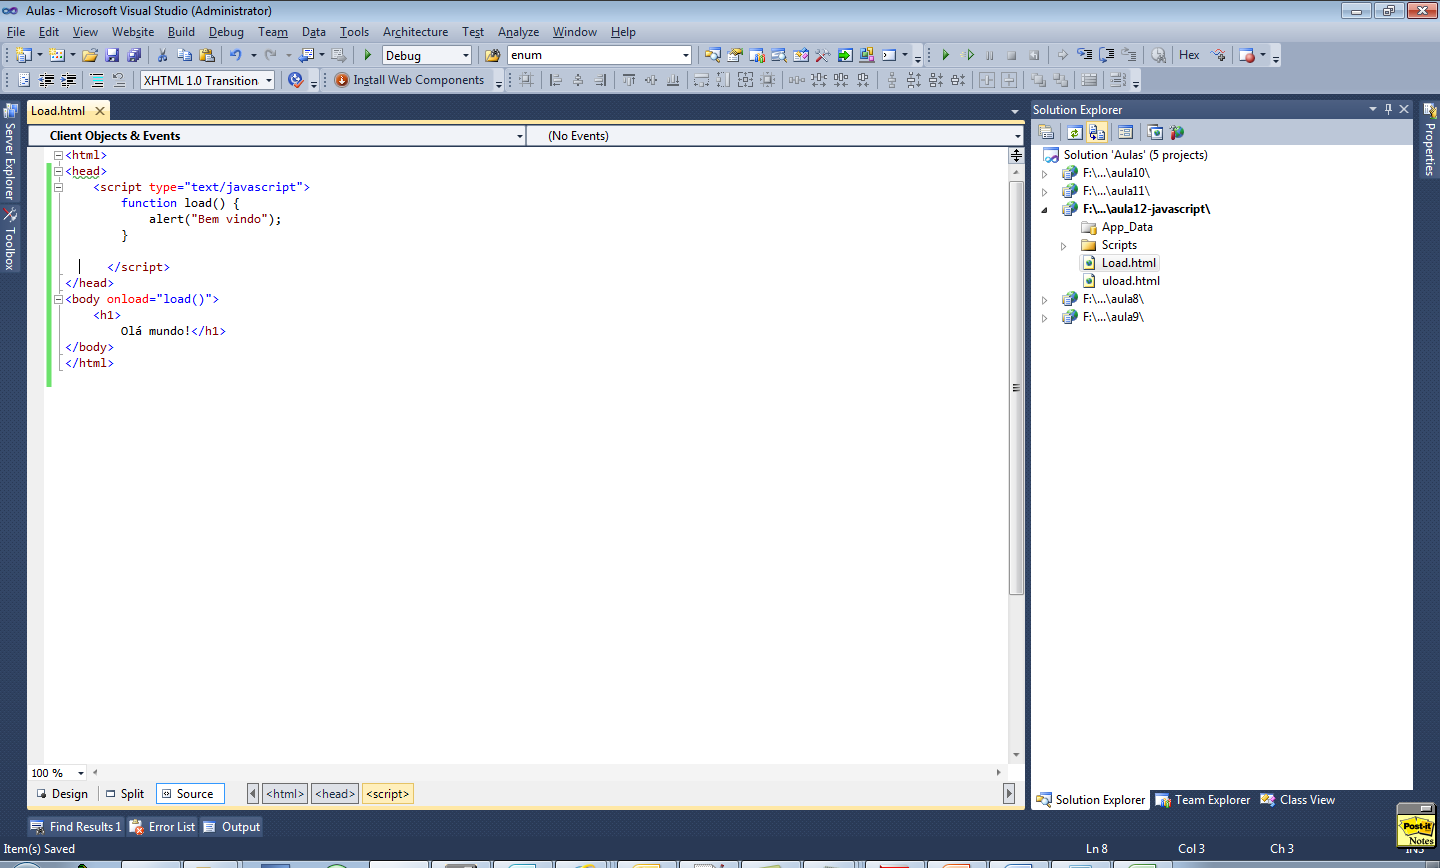 Aulas - Microsoft Visual Studio (Administrator)
File Edit View Website Build Debug Team Data Tools Architecture Test Analyze Window Help
Debug enum Hex
XHTML 1.0 Transition Install Web Components
Server Explorer
Toolbox
Load.html
Client Objects & Events (No Events)
<html>
<head>
<script type="text/javascript">
function load() {
alert("Bem vindo");
}
</script>
</head>
<body onload="load()">
<h1>
Olá mundo!</h1>
</body>
</html>
100 %
Design Split Source <html> <head> <script>
Solution Explorer
Solution 'Aulas' (5 projects)
F:\...\aula10\
F:\...\aula11\
F:\...\aula12-javascript\
App_Data
Scripts
Load.html
uload.html
F:\...\aula8\
F:\...\aula9\
Solution Explorer Team Explorer Class View
Properties
Find Results 1 Error List Output
Post-it
Notes
Item(s) Saved Ln 8 Col 3 Ch 3